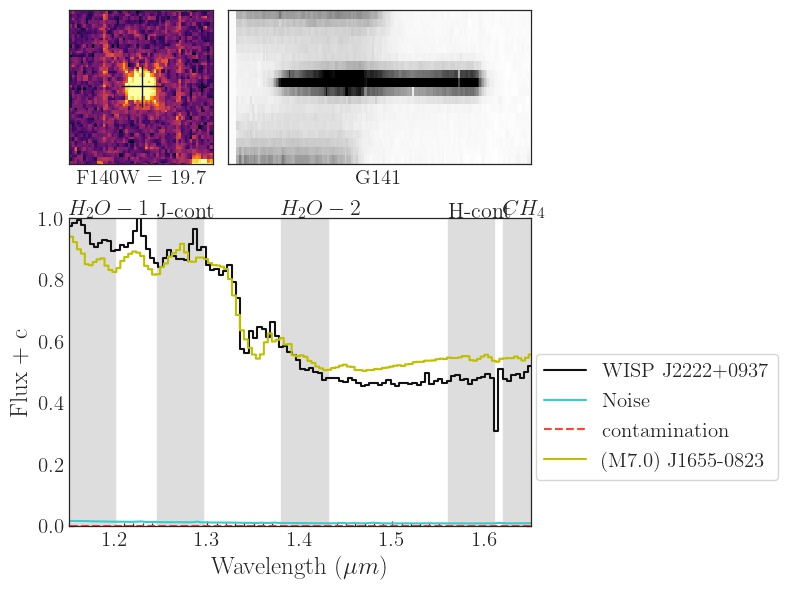 F140W = 19.7
G141
H₂O − 1 J-cont H₂O − 2 H-cont CH₄
1.0
0.8
0.6
0.4
0.2
0.0
Flux + c
1.2 1.3 1.4 1.5 1.6
Wavelength (μm)
WISP J2222+0937
Noise
contamination
(M7.0) J1655-0823